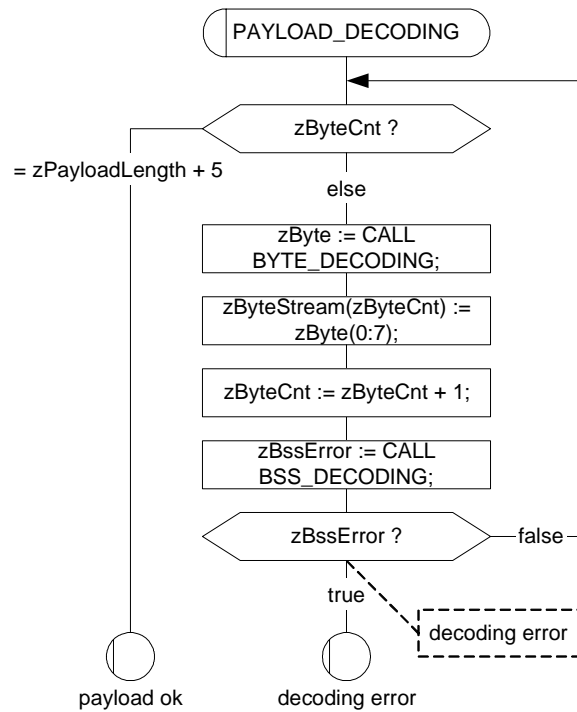 PAYLOAD_DECODING
zByteCnt ?
= zPayloadLength + 5
else
zByte := CALL
BYTE_DECODING;
zByteStream(zByteCnt) :=
zByte(0:7);
zByteCnt := zByteCnt + 1;
zBssError := CALL
BSS_DECODING;
zBssError ?
false
true
decoding error
payload ok
decoding error